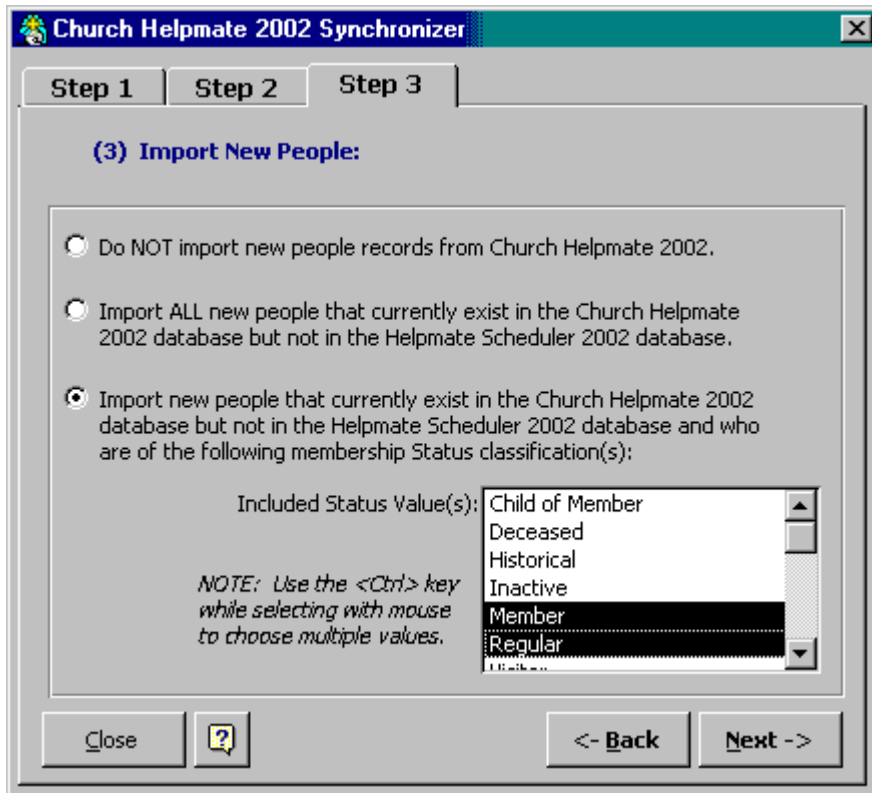 Church Helpmate 2002 Synchronizer
Step 1
Step 2
Step 3
(3) Import New People:
Do NOT import new people records from Church Helpmate 2002.
Import ALL new people that currently exist in the Church Helpmate
2002 database but not in the Helpmate Scheduler 2002 database.
Import new people that currently exist in the Church Helpmate 2002
database but not in the Helpmate Scheduler 2002 database and who
are of the following membership Status classification(s):
Included Status Value(s):
Child of Member
Deceased
Historical
Inactive
Member
Regular
Visitor
NOTE: Use the <Ctrl> key
while selecting with mouse
to choose multiple values.
Close
?
<- Back
Next ->